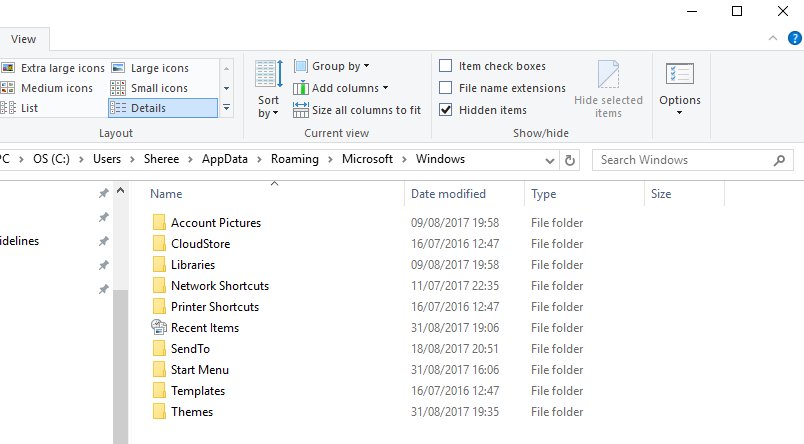 View
Extra large icons
Large icons
Medium icons
Small icons
List
Details
Layout
Sort by
Group by
Add columns
Size all columns to fit
Current view
Item check boxes
File name extensions
Hidden items
Hide selected items
Show/hide
Options
PC > OS (C:) > Users > Sheree > AppData > Roaming > Microsoft > Windows
Search Windows
idelines
Name Date modified Type Size
Account Pictures 09/08/2017 19:58 File folder
CloudStore 16/07/2016 12:47 File folder
Libraries 09/08/2017 19:58 File folder
Network Shortcuts 11/07/2017 22:35 File folder
Printer Shortcuts 16/07/2016 12:47 File folder
Recent Items 31/08/2017 19:06 File folder
SendTo 18/08/2017 20:51 File folder
Start Menu 31/08/2017 16:06 File folder
Templates 16/07/2016 12:47 File folder
Themes 31/08/2017 19:35 File folder